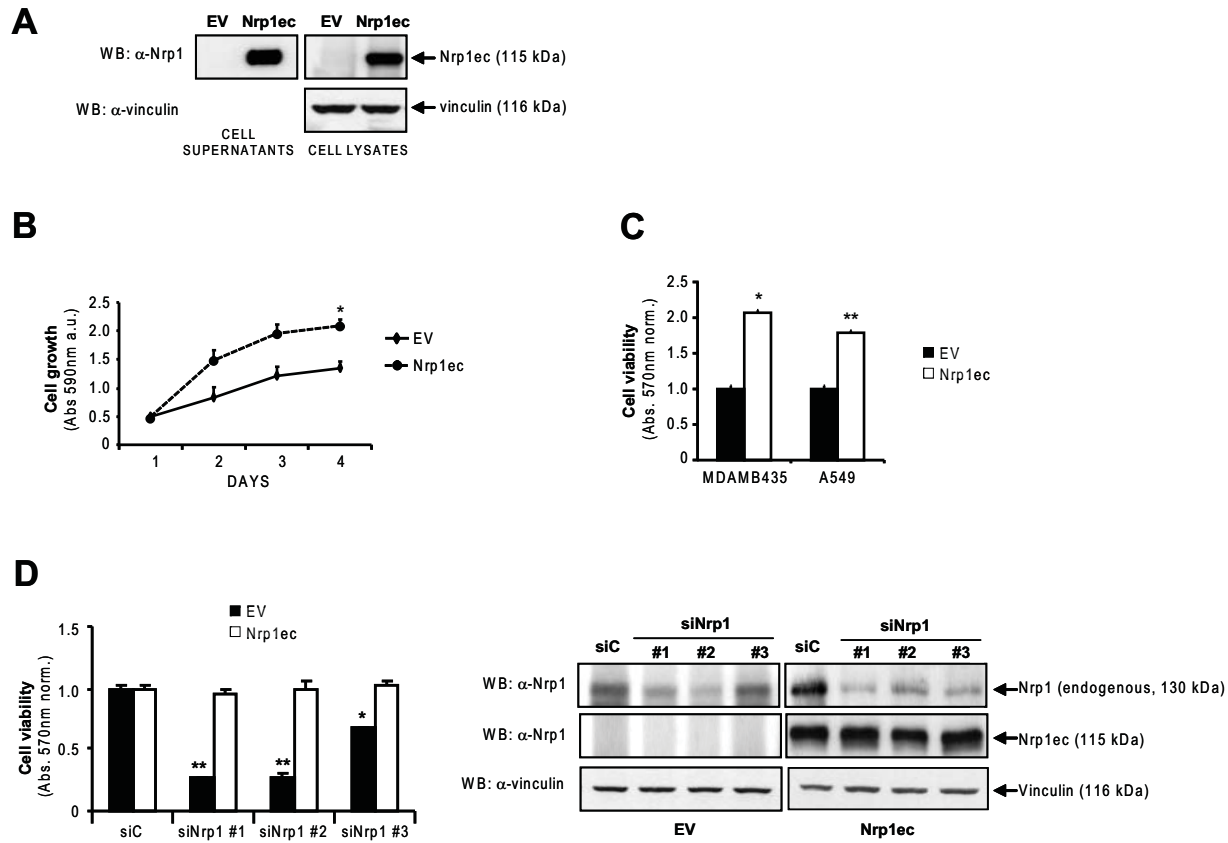 A
EV Nrp1ec EV Nrp1ec
WB: α-Nrp1
Nrp1ec (115 kDa)
WB: α-vinculin
vinculin (116 kDa)
CELL
SUPERNATANTS
CELL LYSATES
B
Cell growth
(Abs 590nm a.u.)
2.5
2.0
1.5
1.0
0.5
0
*
EV
Nrp1ec
1 2 3 4
DAYS
C
Cell viability
(Abs. 570nm norm.)
2.5
2.0
1.5
1.0
0.5
0
*
**
EV
Nrp1ec
MDAMB435 A549
D
EV
Nrp1ec
Cell viability
(Abs. 570nm norm.)
1.5
1.0
0.5
0
** ** *
siC siNrp1 #1 siNrp1 #2 siNrp1 #3
siC siNrp1 siC siNrp1
#1 #2 #3 #1 #2 #3
WB: α-Nrp1
Nrp1 (endogenous, 130 kDa)
WB: α-Nrp1
Nrp1ec (115 kDa)
WB: α-vinculin
Vinculin (116 kDa)
EV Nrp1ec